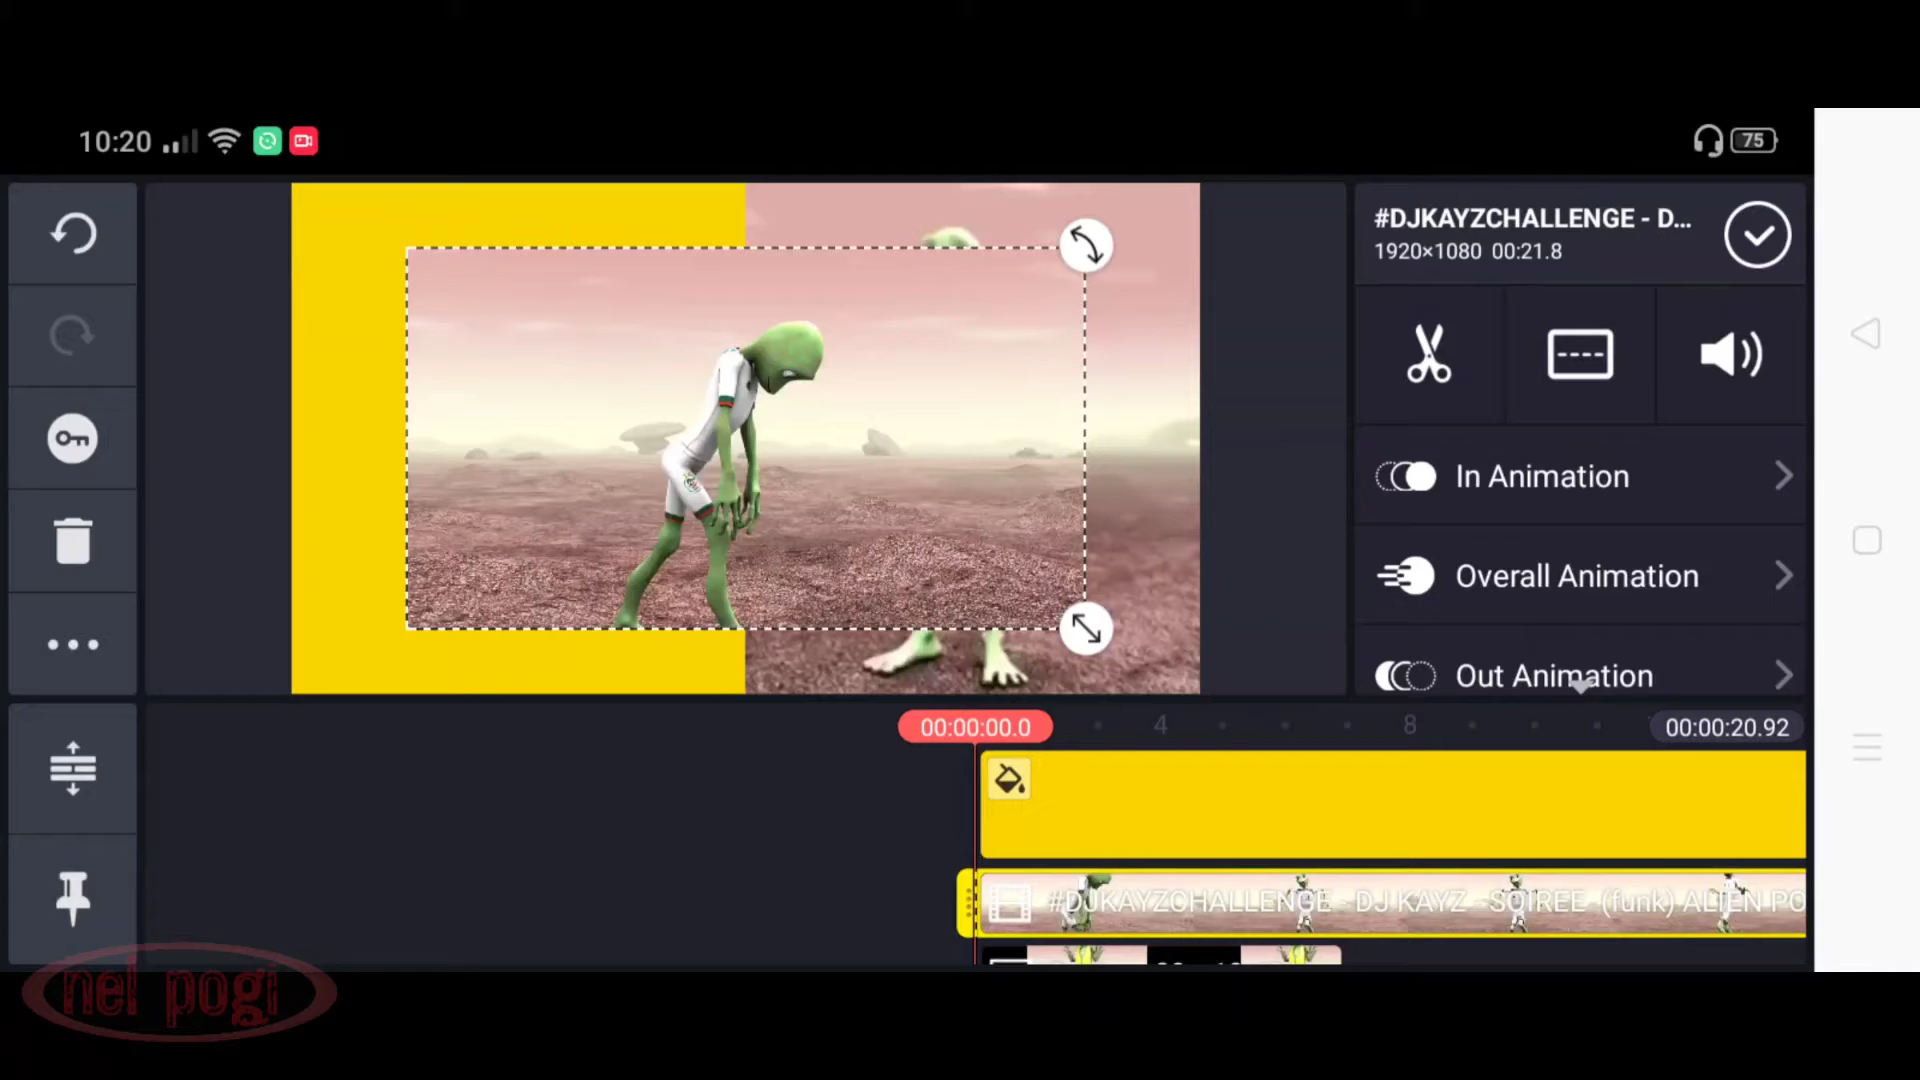 10:20
75
#DJKAYZCHALLENGE - D...
1920×1080 00:21.8
In Animation
Overall Animation
Out Animation
00:00:00.0
4
8
00:00:20.92
#DJKAYZCHALLENGE - DJ KAYZ - SOIREE (funk) ALIEN PO
nel pogi